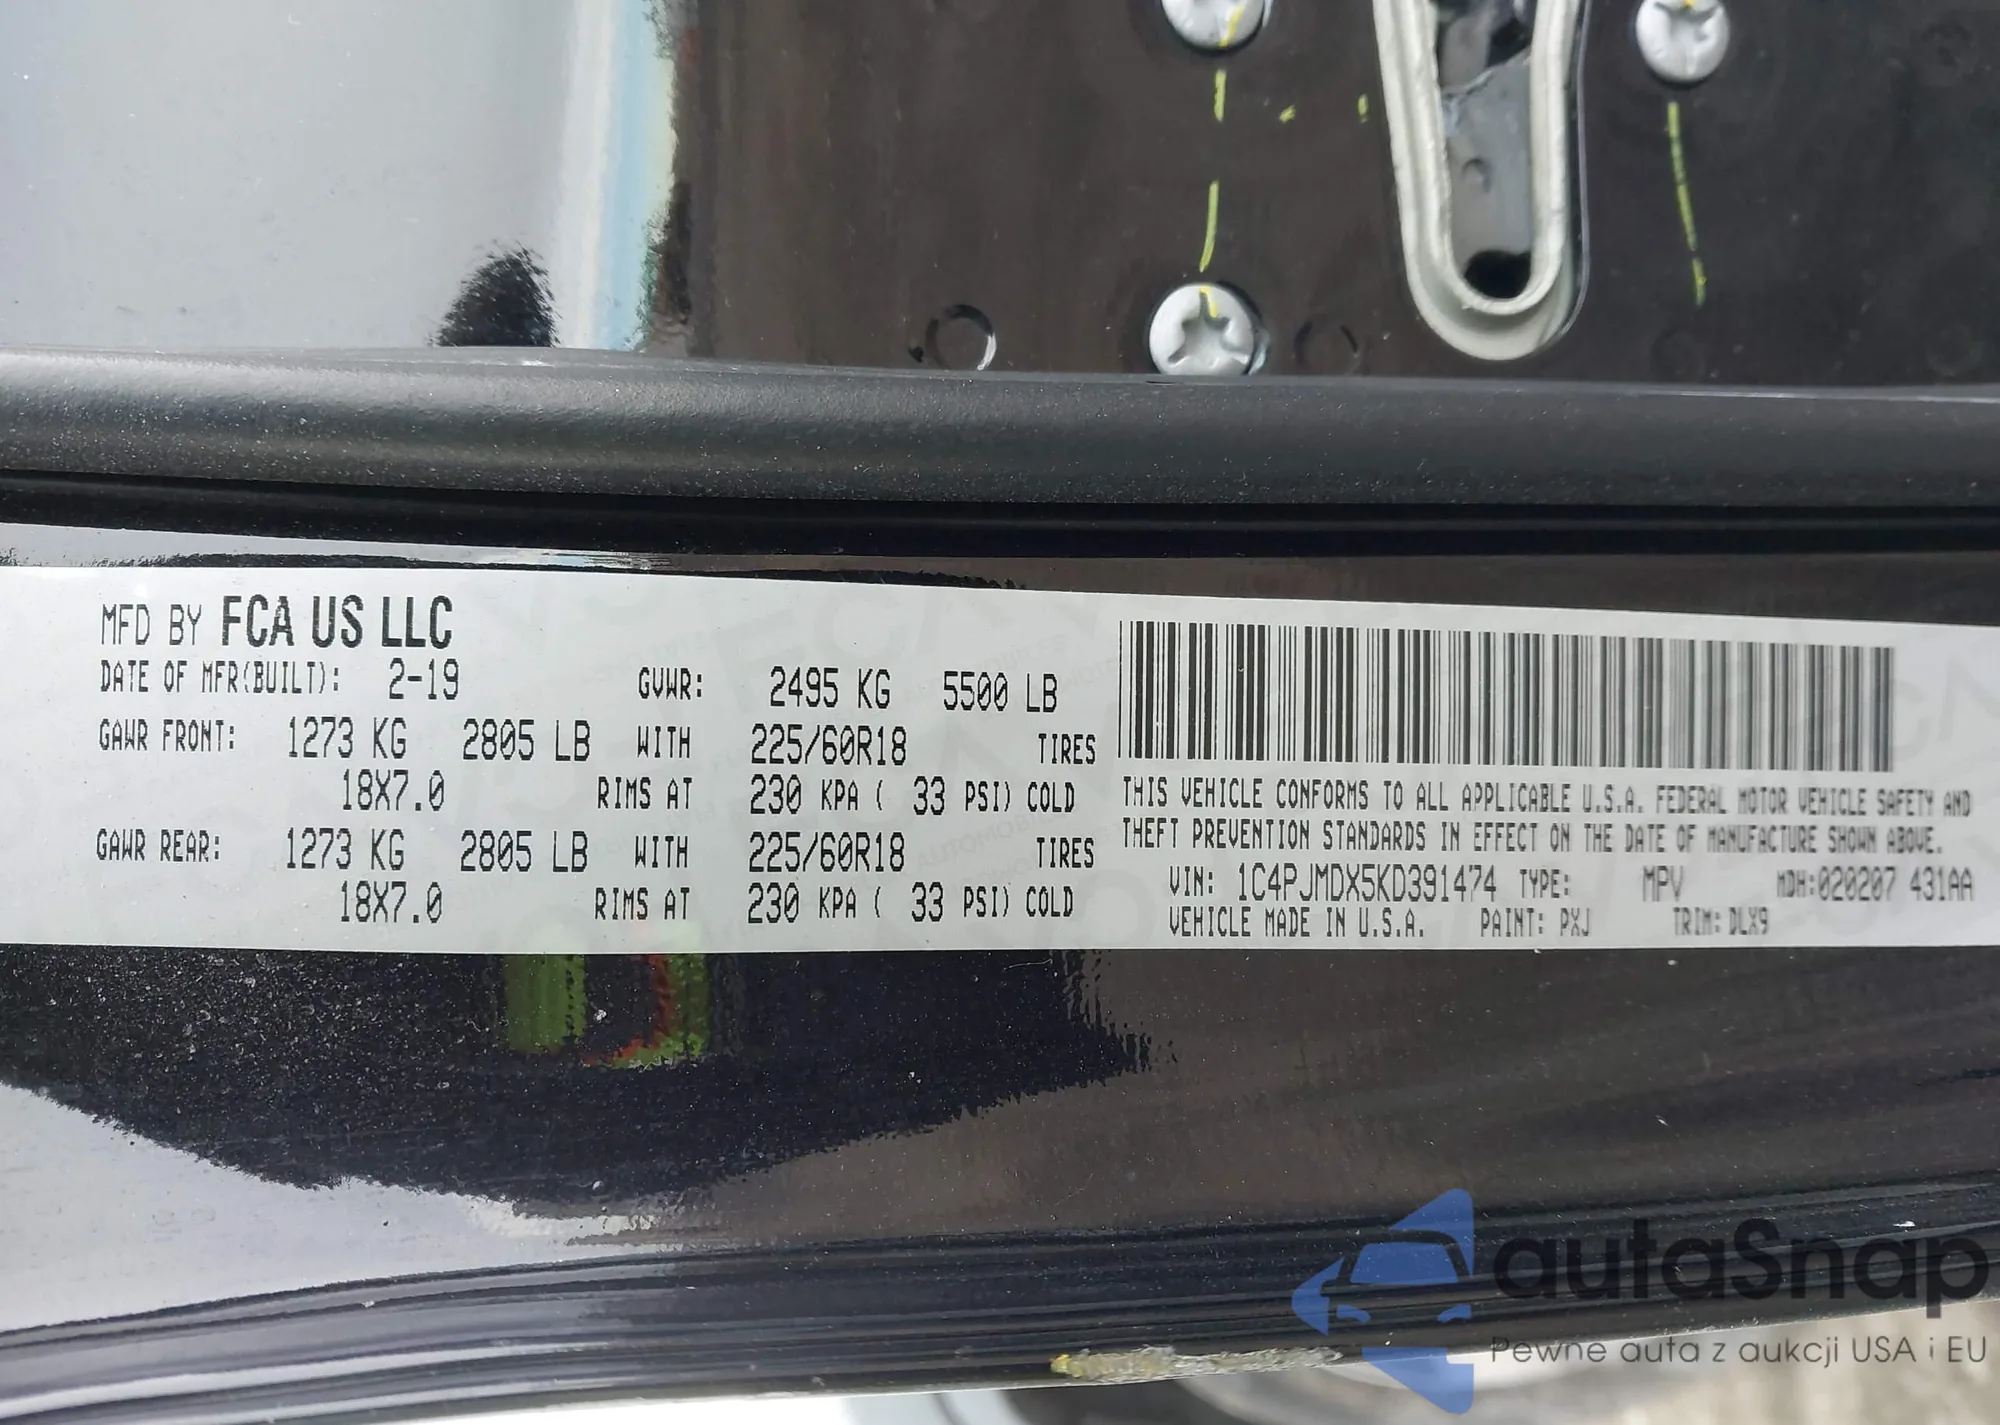 MFD BY FCA US LLC
DATE OF MFR(BUILT): 2-19 GVWR: 2495 KG 5500 LB
GAWR FRONT: 1273 KG 2805 LB WITH 225/60R18 TIRES
18X7.0 RIMS AT 230 KPA ( 33 PSI) COLD
GAWR REAR: 1273 KG 2805 LB WITH 225/60R18 TIRES
18X7.0 RIMS AT 230 KPA ( 33 PSI) COLD
THIS VEHICLE CONFORMS TO ALL APPLICABLE U.S.A. FEDERAL MOTOR VEHICLE SAFETY AND
THEFT PREVENTION STANDARDS IN EFFECT ON THE DATE OF MANUFACTURE SHOWN ABOVE.
VIN: 1C4PJMDX5KD391474 TYPE: MPV MDH:020207 431AA
VEHICLE MADE IN U.S.A. PAINT: PXJ TRIM: DLX9
autaSnap
Pewne auta z aukcji USA i EU